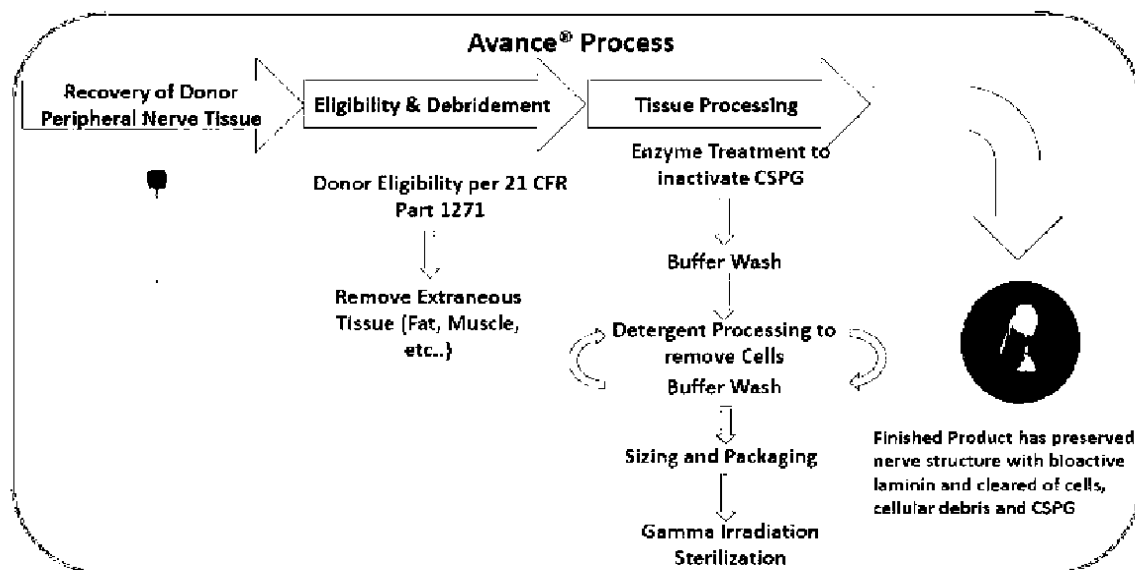 Avance® Process
Recovery of Donor
Peripheral Nerve Tissue
Eligibility & Debridement
Donor Eligibility per 21 CFR
Part 1271
Remove Extraneous
Tissue (Fat, Muscle,
etc..)
Tissue Processing
Enzyme Treatment to
inactivate CSPG
Buffer Wash
Detergent Processing to
remove Cells
Buffer Wash
Sizing and Packaging
Gamma Irradiation
Sterilization
Finished Product has preserved
nerve structure with bioactive
laminin and cleared of cells,
cellular debris and CSPG